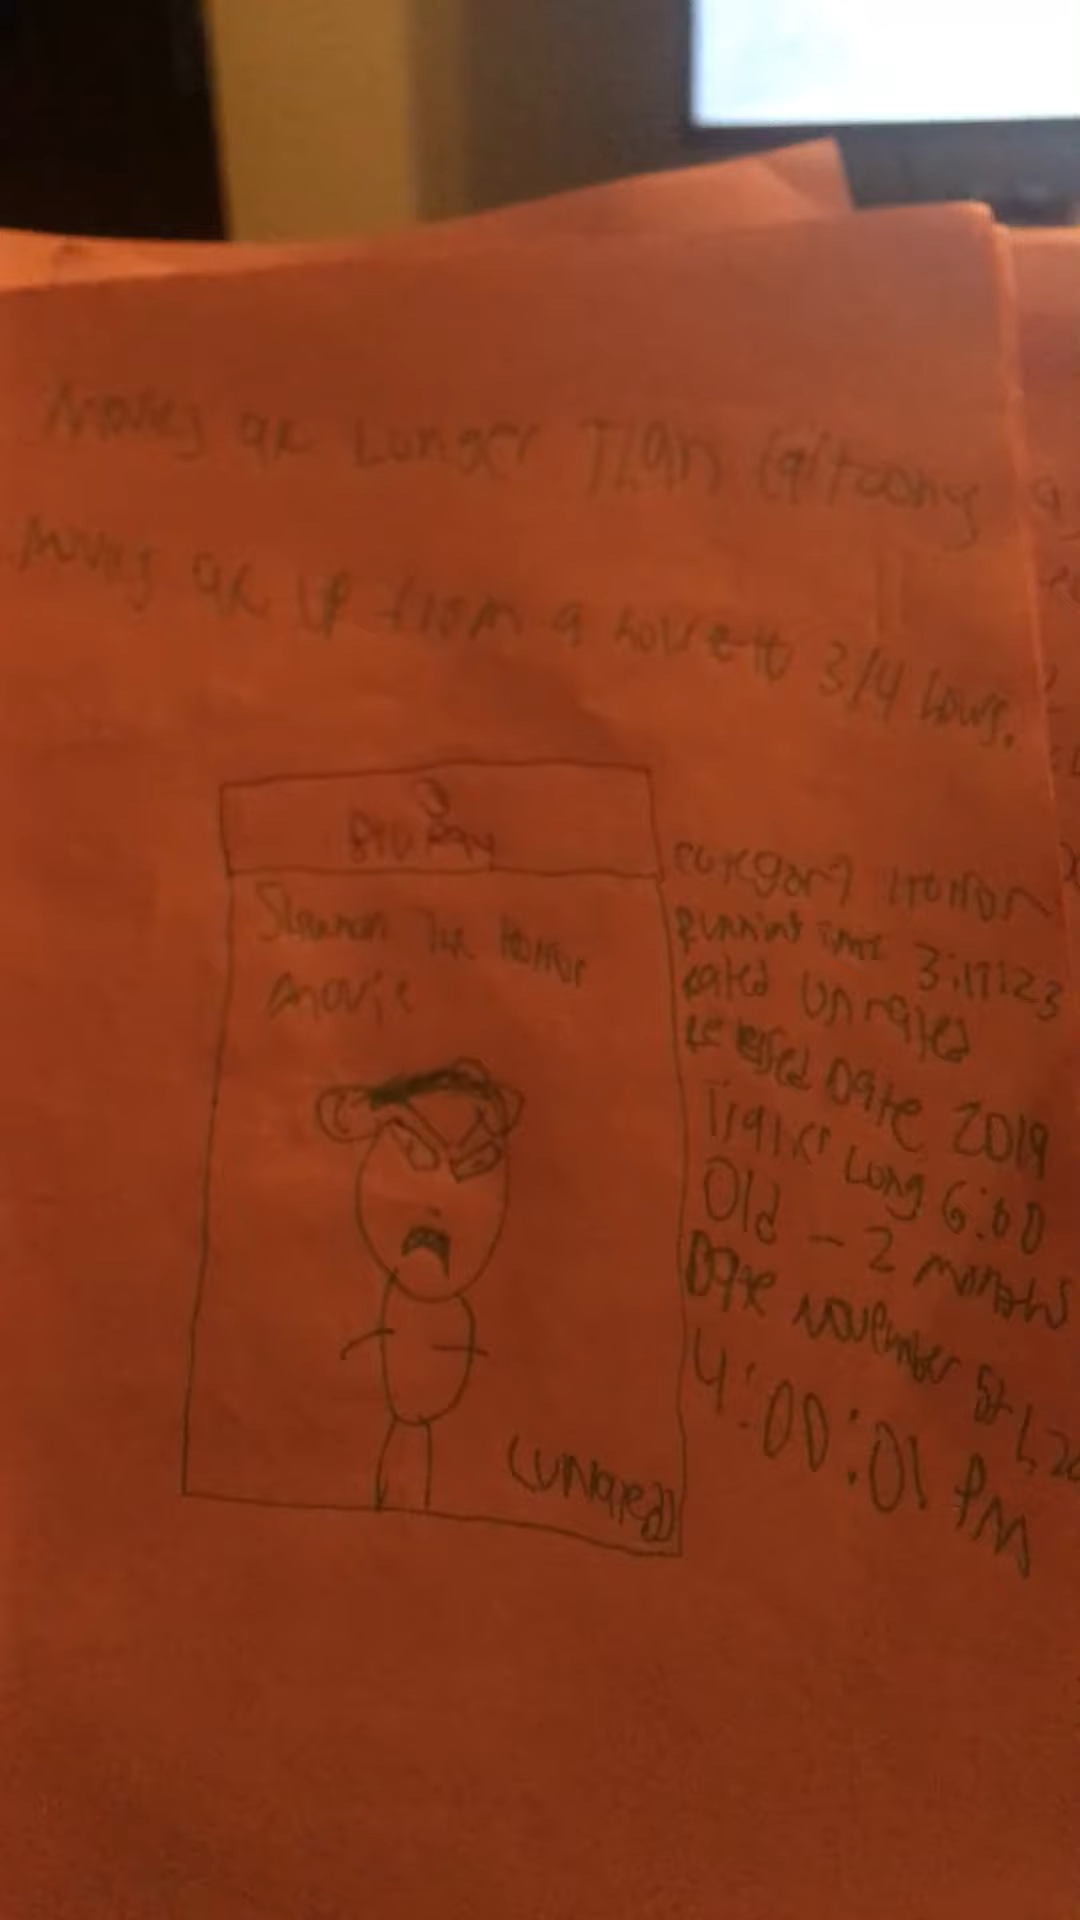 Movies are Longer Than Cartoons
Movies are up from a houre to 3/4 hours.
Blu Ray
The Horror
Movie
(UNrated)
category Horror
Running time 3:17:23
rated Unrated
Released Date 2019
Trailer Long 6:00
Old - 2 months
Date November
4:00:01 PM